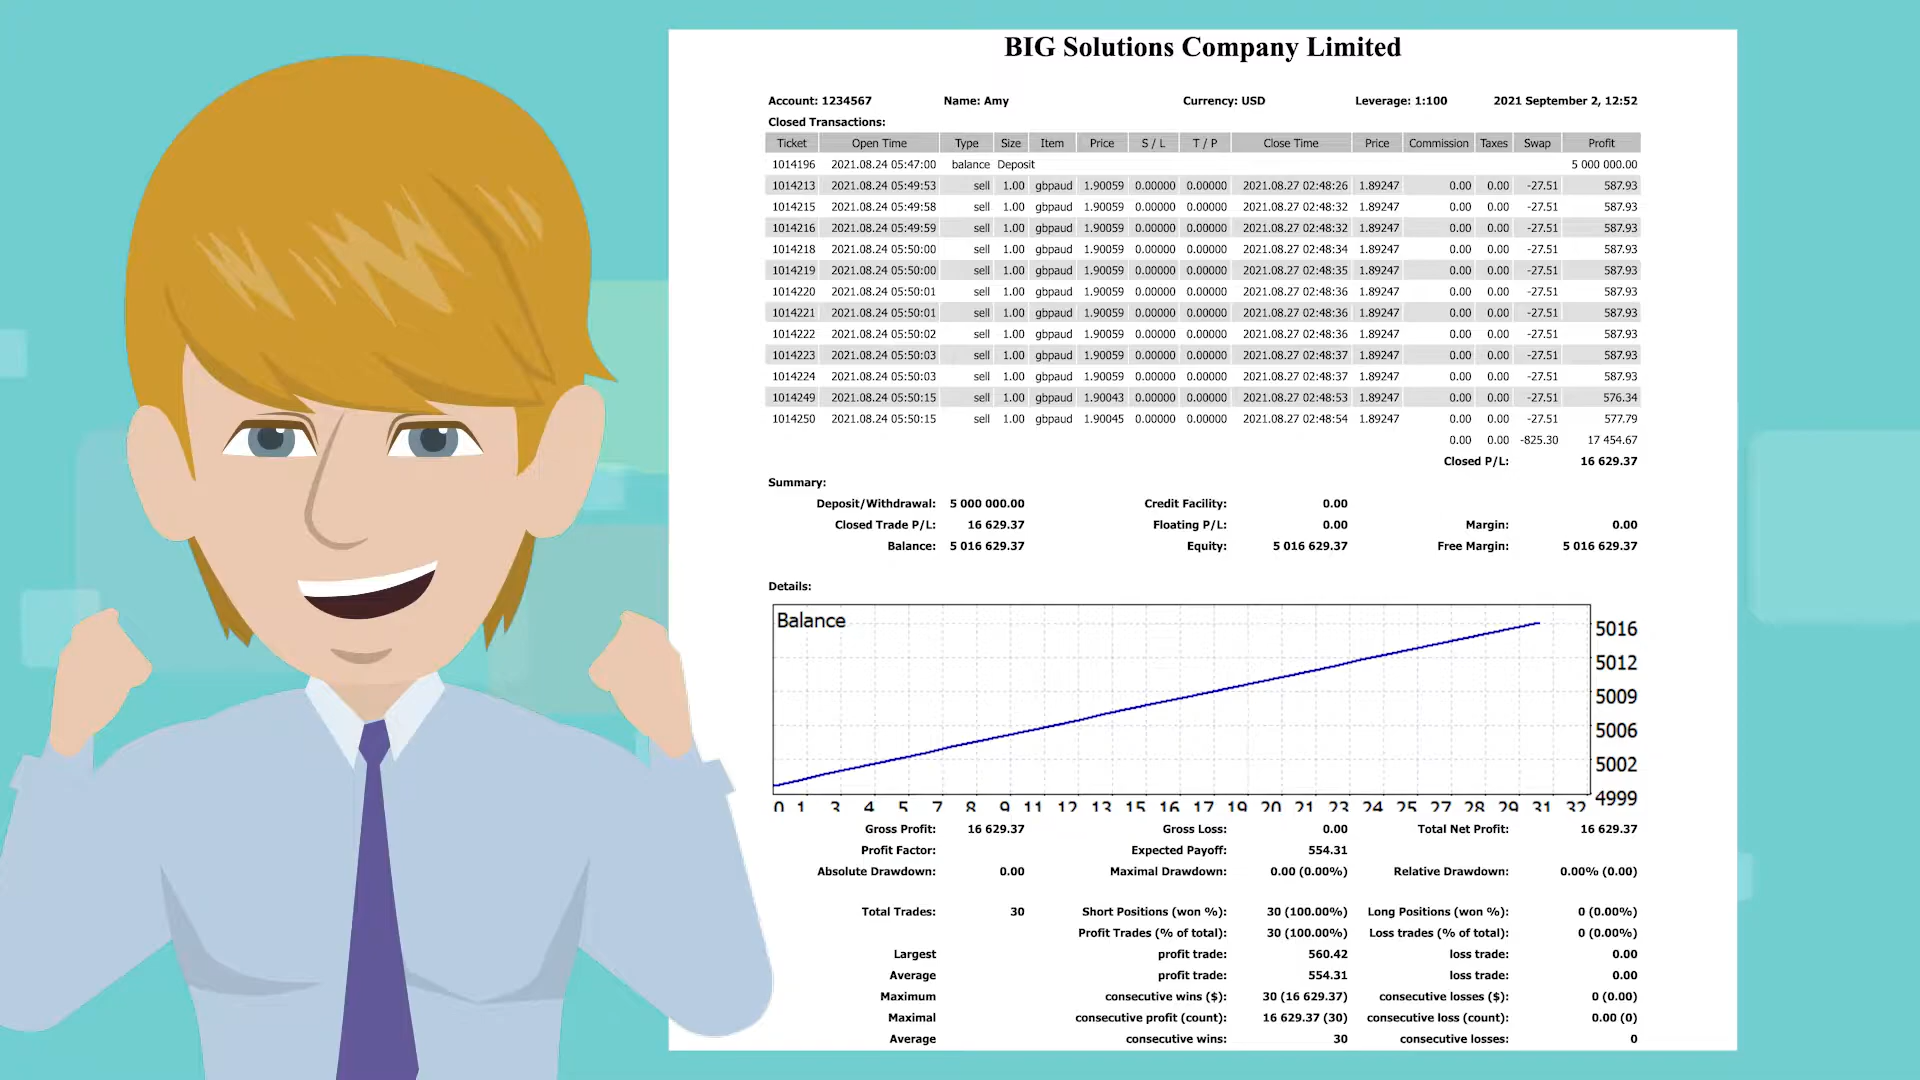 BIG Solutions Company Limited
Account: 1234567 Name: Amy Currency: USD Leverage: 1:100 2021 September 2, 12:52
Closed Transactions:
Ticket Open Time Type Size Item Price S / L T / P Close Time Price Commission Taxes Swap Profit
1014196 2021.08.24 05:47:00 balance Deposit 5 000 000.00
1014213 2021.08.24 05:49:53 sell 1.00 gbpaud 1.90059 0.00000 0.00000 2021.08.27 02:48:26 1.89247 0.00 0.00 -27.51 587.93
1014215 2021.08.24 05:49:58 sell 1.00 gbpaud 1.90059 0.00000 0.00000 2021.08.27 02:48:32 1.89247 0.00 0.00 -27.51 587.93
1014216 2021.08.24 05:49:59 sell 1.00 gbpaud 1.90059 0.00000 0.00000 2021.08.27 02:48:32 1.89247 0.00 0.00 -27.51 587.93
1014218 2021.08.24 05:50:00 sell 1.00 gbpaud 1.90059 0.00000 0.00000 2021.08.27 02:48:34 1.89247 0.00 0.00 -27.51 587.93
1014219 2021.08.24 05:50:00 sell 1.00 gbpaud 1.90059 0.00000 0.00000 2021.08.27 02:48:35 1.89247 0.00 0.00 -27.51 587.93
1014220 2021.08.24 05:50:01 sell 1.00 gbpaud 1.90059 0.00000 0.00000 2021.08.27 02:48:36 1.89247 0.00 0.00 -27.51 587.93
1014221 2021.08.24 05:50:01 sell 1.00 gbpaud 1.90059 0.00000 0.00000 2021.08.27 02:48:36 1.89247 0.00 0.00 -27.51 587.93
1014222 2021.08.24 05:50:02 sell 1.00 gbpaud 1.90059 0.00000 0.00000 2021.08.27 02:48:36 1.89247 0.00 0.00 -27.51 587.93
1014223 2021.08.24 05:50:03 sell 1.00 gbpaud 1.90059 0.00000 0.00000 2021.08.27 02:48:37 1.89247 0.00 0.00 -27.51 587.93
1014224 2021.08.24 05:50:03 sell 1.00 gbpaud 1.90059 0.00000 0.00000 2021.08.27 02:48:37 1.89247 0.00 0.00 -27.51 587.93
1014249 2021.08.24 05:50:15 sell 1.00 gbpaud 1.90043 0.00000 0.00000 2021.08.27 02:48:53 1.89247 0.00 0.00 -27.51 576.34
1014250 2021.08.24 05:50:15 sell 1.00 gbpaud 1.90045 0.00000 0.00000 2021.08.27 02:48:54 1.89247 0.00 0.00 -27.51 577.79
0.00 0.00 -825.30 17 454.67
Closed P/L: 16 629.37
Summary:
Deposit/Withdrawal: 5 000 000.00 Credit Facility: 0.00
Closed Trade P/L: 16 629.37 Floating P/L: 0.00 Margin: 0.00
Balance: 5 016 629.37 Equity: 5 016 629.37 Free Margin: 5 016 629.37
Details:
Balance
5016
5012
5009
5006
5002
4999
0 1 3 4 5 7 8 9 11 12 13 15 16 17 19 20 21 23 24 25 27 28 29 31 32
Gross Profit: 16 629.37 Gross Loss: 0.00 Total Net Profit: 16 629.37
Profit Factor: Expected Payoff: 554.31
Absolute Drawdown: 0.00 Maximal Drawdown: 0.00 (0.00%) Relative Drawdown: 0.00% (0.00)
Total Trades: 30 Short Positions (won %): 30 (100.00%) Long Positions (won %): 0 (0.00%)
Profit Trades (% of total): 30 (100.00%) Loss trades (% of total): 0 (0.00%)
Largest profit trade: 560.42 loss trade: 0.00
Average profit trade: 554.31 loss trade: 0.00
Maximum consecutive wins ($): 30 (16 629.37) consecutive losses ($): 0 (0.00)
Maximal consecutive profit (count): 16 629.37 (30) consecutive loss (count): 0.00 (0)
Average consecutive wins: 30 consecutive losses: 0